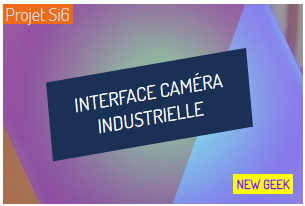 Projet Si6
INTERFACE CAMÉRA
INDUSTRIELLE
NEW GEEK